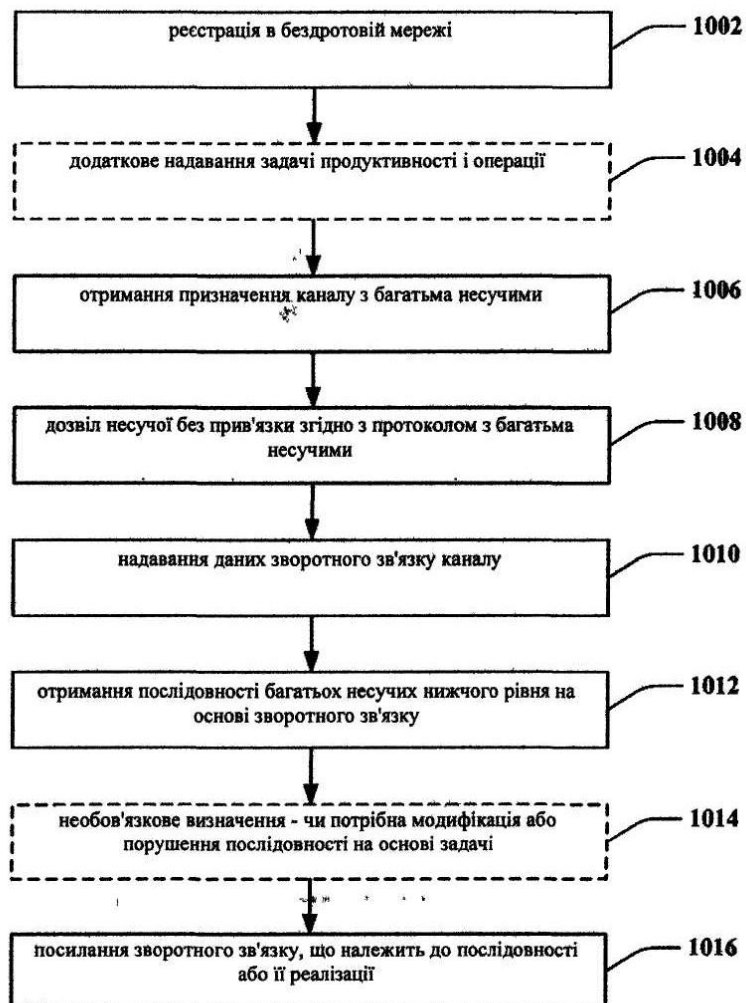 реєстрація в бездротовій мережі
1002
додаткове надавання задачі продуктивності і операції
1004
отримання призначення каналу з багатьма несучими
1006
дозвіл несучої без прив'язки згідно з протоколом з багатьма
несучими
1008
надавання даних зворотного зв'язку каналу
1010
отримання послідовності багатьох несучих нижчого рівня на
основі зворотного зв'язку
1012
необов'язкове визначення - чи потрібна модифікація або
порушення послідовності на основі задачі
1014
посилання зворотного зв'язку, що належить до послідовності
або її реалізації
1016